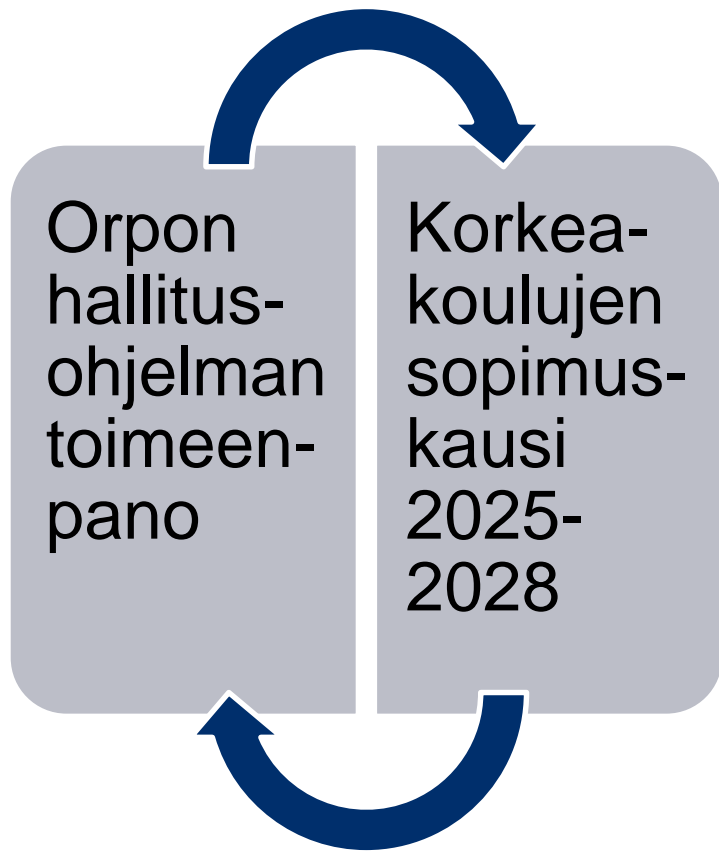 Orpon
hallitus-
ohjelman
toimeen-
pano
Korkea-
koulujen
sopimus-
kausi
2025-
2028